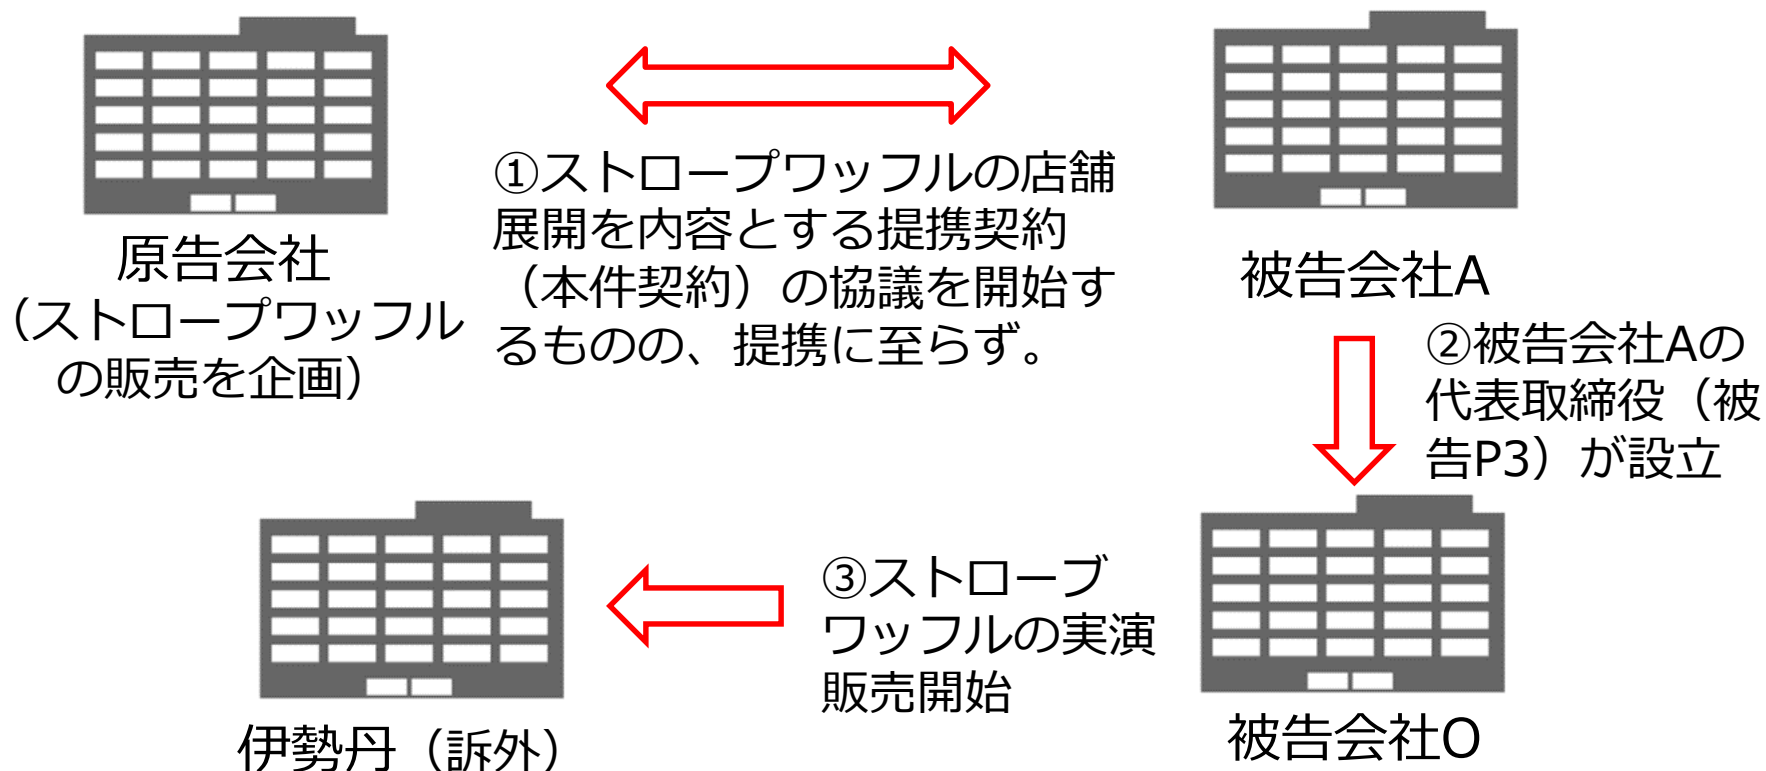 原告会社
（ストロープワッフル
の販売を企画）
①ストロープワッフルの店舗
展開を内容とする提携契約
（本件契約）の協議を開始す
るものの、提携に至らず。
被告会社A
②被告会社Aの
代表取締役（被
告P3）が設立
③ストローブ
ワッフルの実演
販売開始
伊勢丹（訴外）
被告会社O